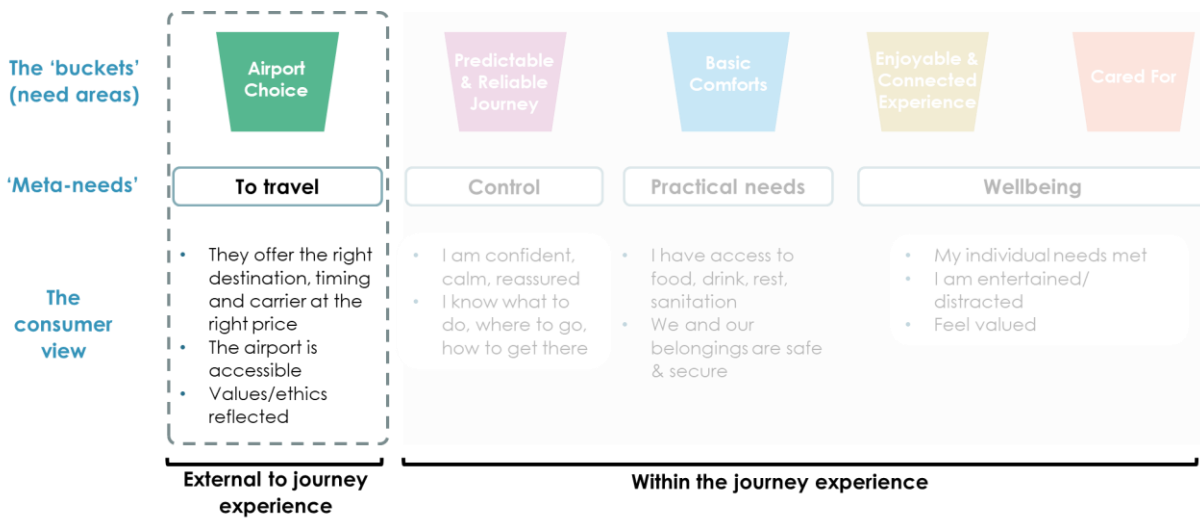 The 'buckets'
(need areas)
Airport
Choice
Predictable
& Reliable
Journey
Basic
Comforts
Enjoyable &
Connected
Experience
Cared For
'Meta-needs'
To travel
Control
Practical needs
Wellbeing
The
consumer
view
• They offer the right
destination, timing
and carrier at the
right price
• The airport is
accessible
• Values/ethics
reflected
• I am confident,
calm, reassured
• I know what to
do, where to go,
how to get there
• I have access to
food, drink, rest,
sanitation
• We and our
belongings are safe
& secure
• My individual needs met
• I am entertained/
distracted
• Feel valued
External to journey
experience
Within the journey experience